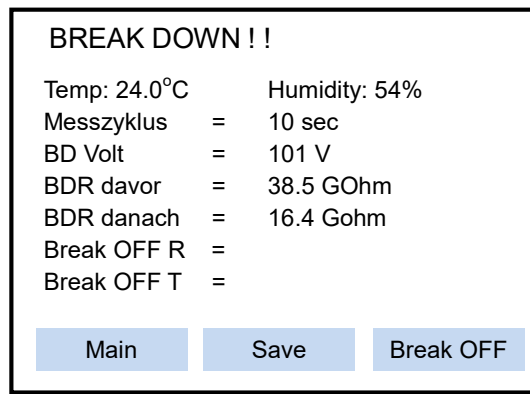 BREAK DOWN ! !
Temp: 24.0°C Humidity: 54%
Messzyklus = 10 sec
BD Volt = 101 V
BDR davor = 38.5 GOhm
BDR danach = 16.4 Gohm
Break OFF R =
Break OFF T =
Main Save Break OFF